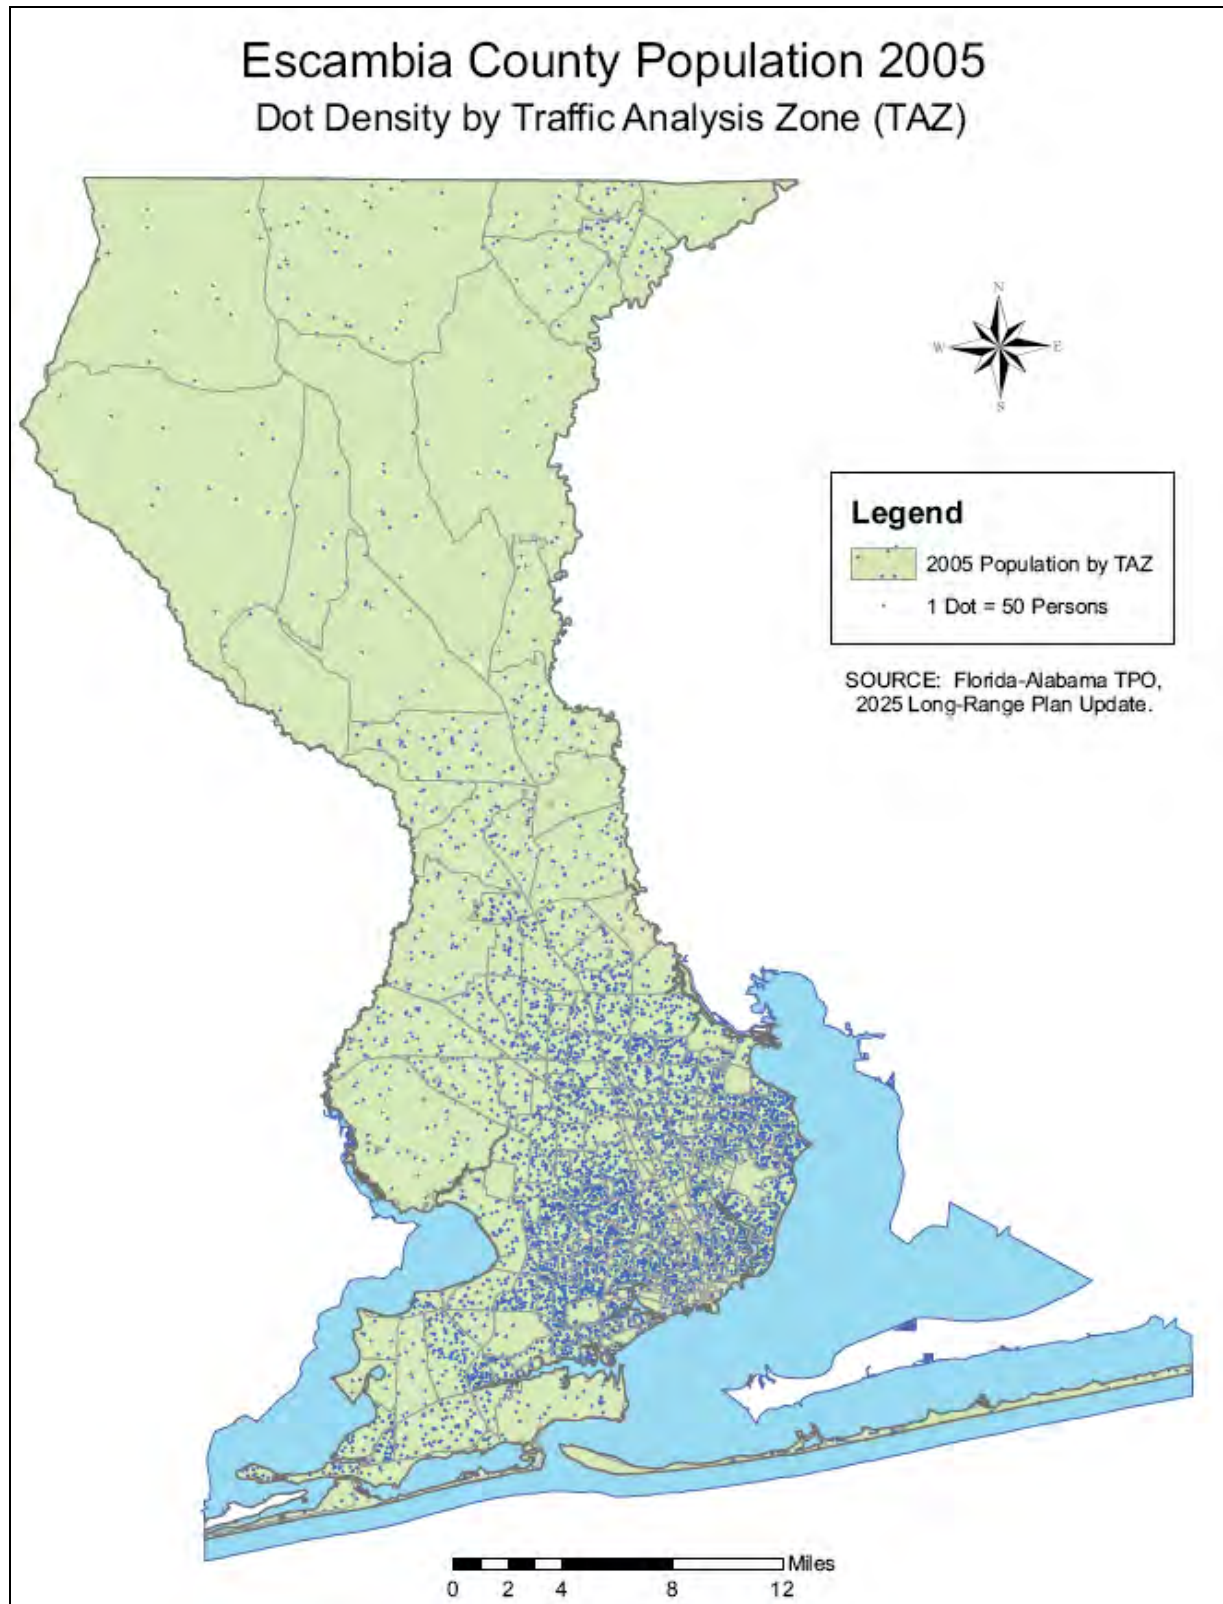 Escambia County Population 2005
Dot Density by Traffic Analysis Zone (TAZ)
N
W
E
S
Legend
2005 Population by TAZ
1 Dot = 50 Persons
SOURCE: Florida-Alabama TPO,
2025 Long-Range Plan Update.
Miles
0 2 4 8 12